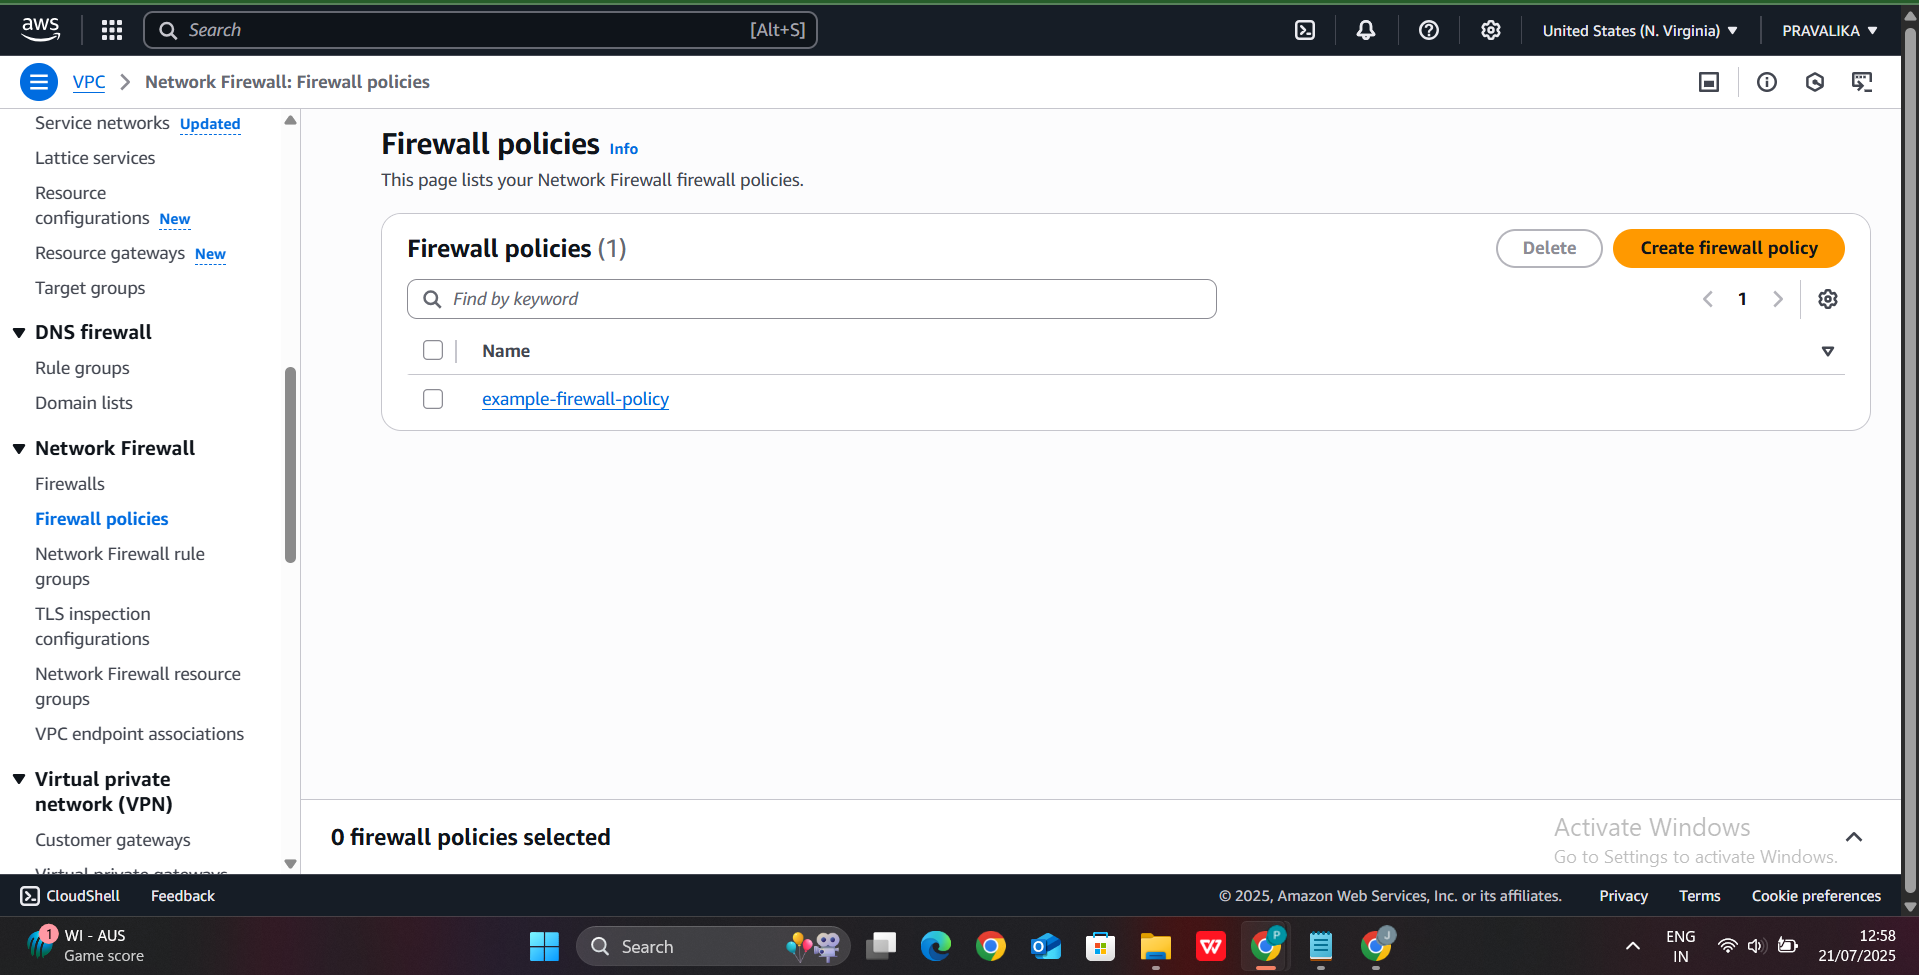 aws
Search
[Alt+S]
United States (N. Virginia)
PRAVALIKA
VPC
Network Firewall: Firewall policies
Service networks Updated
Lattice services
Resource
configurations New
Resource gateways New
Target groups
DNS firewall
Rule groups
Domain lists
Network Firewall
Firewalls
Firewall policies
Network Firewall rule
groups
TLS inspection
configurations
Network Firewall resource
groups
VPC endpoint associations
Virtual private
network (VPN)
Customer gateways
Virtual private gateways
Firewall policies Info
This page lists your Network Firewall firewall policies.
Firewall policies (1)
Delete
Create firewall policy
Find by keyword
1
Name
example-firewall-policy
0 firewall policies selected
Activate Windows
Go to Settings to activate Windows.
CloudShell
Feedback
© 2025, Amazon Web Services, Inc. or its affiliates.
Privacy
Terms
Cookie preferences
1
WI - AUS
Game score
Search
W
P
J
ENG
IN
12:58
21/07/2025